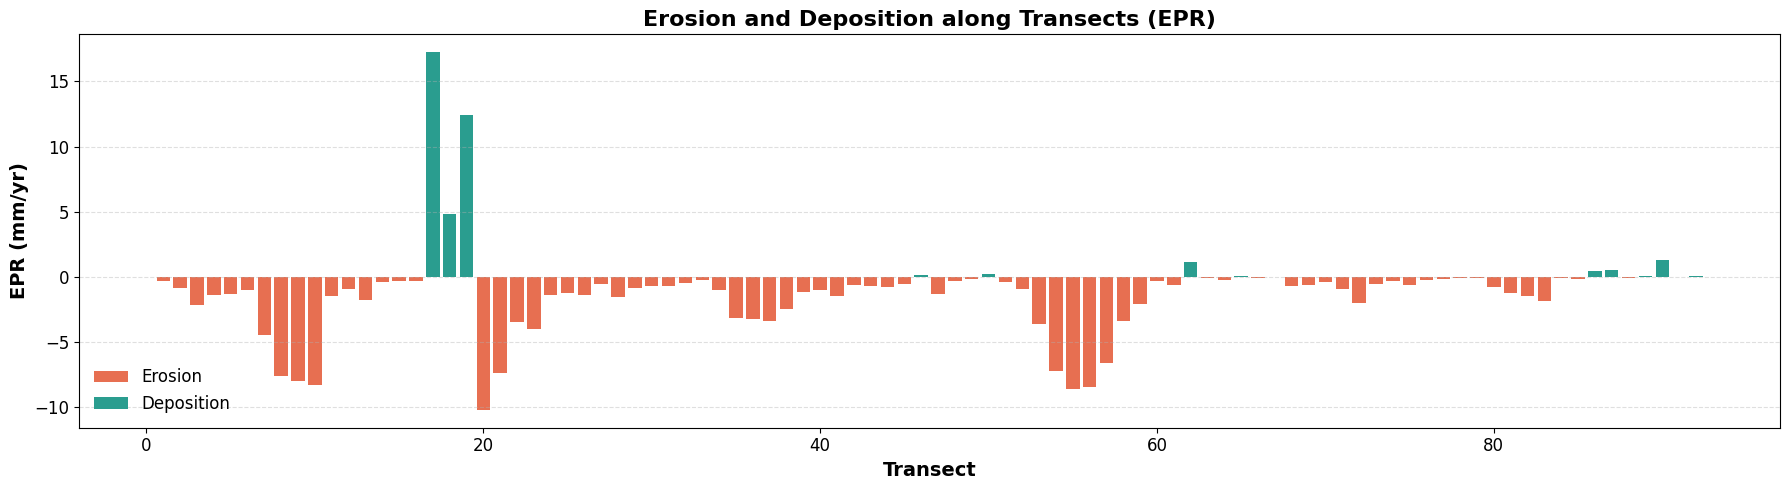 Erosion and Deposition along Transects (EPR)
EPR (mm/yr)
15
10
5
0
−5
−10
Erosion
Deposition
0 20 40 60 80
Transect